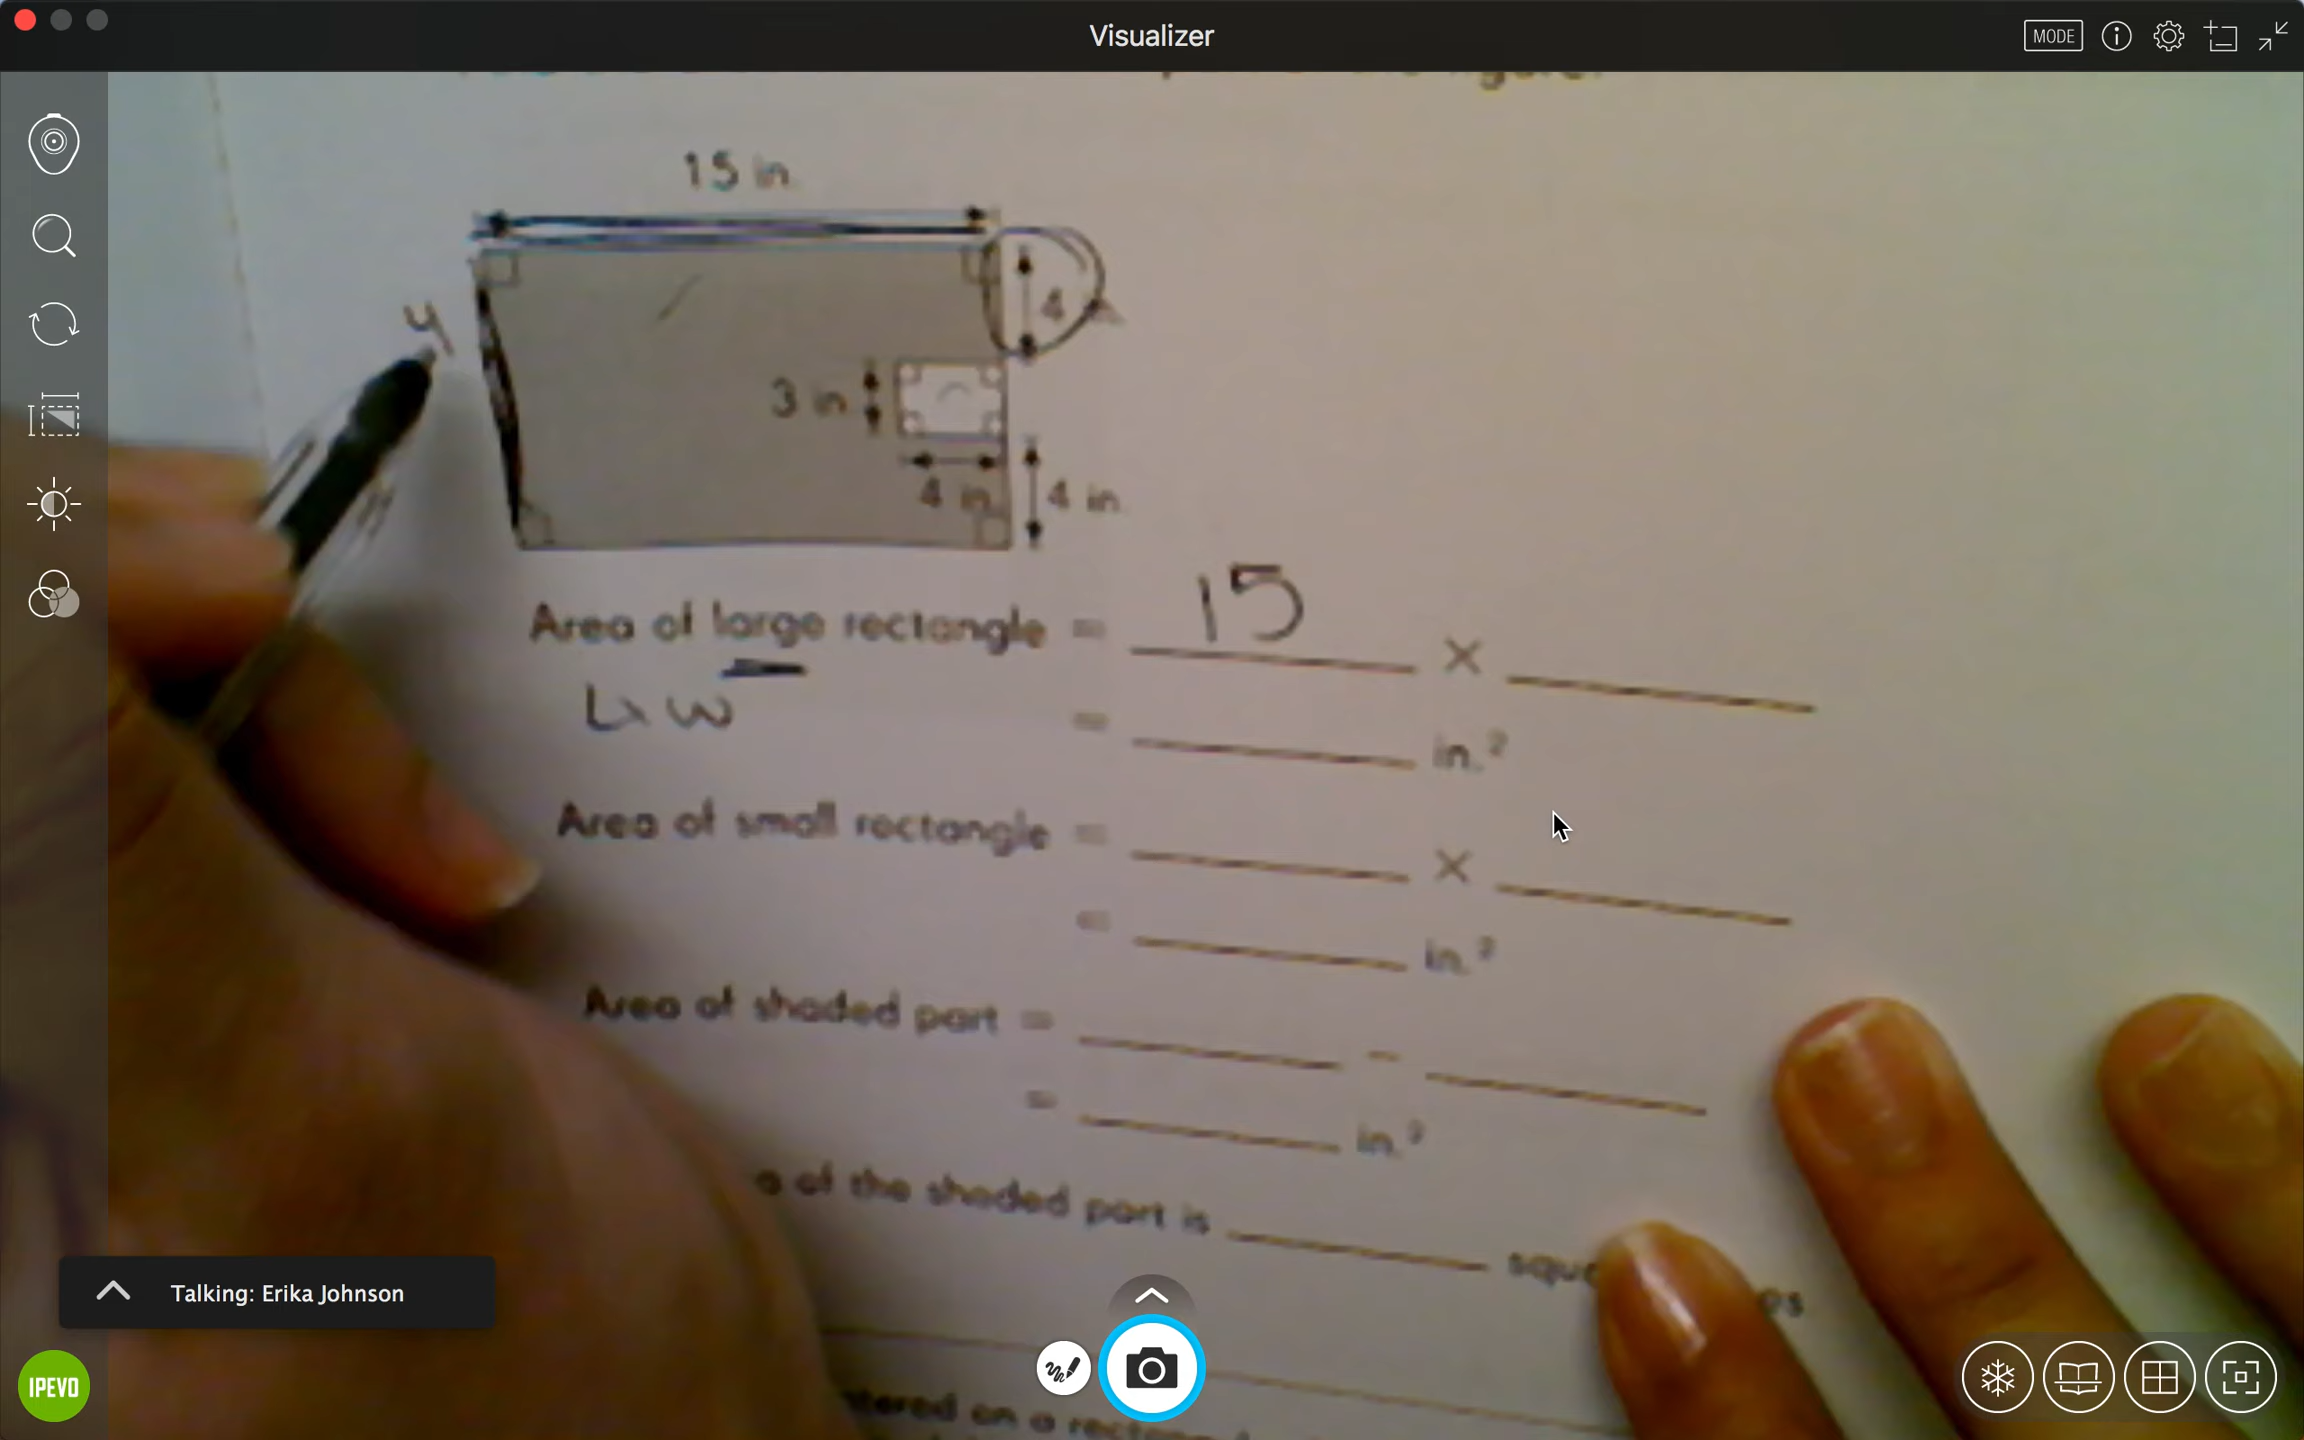 Visualizer
MODE
15 in.
4
4
3 in.
4 in.
4 in.
Area of large rectangle = 15 ×
L×W
= in.²
Area of small rectangle = ×
= in.²
Area of shaded part = -
= in.²
of the shaded part is
Talking: Erika Johnson
IPEVO
on a